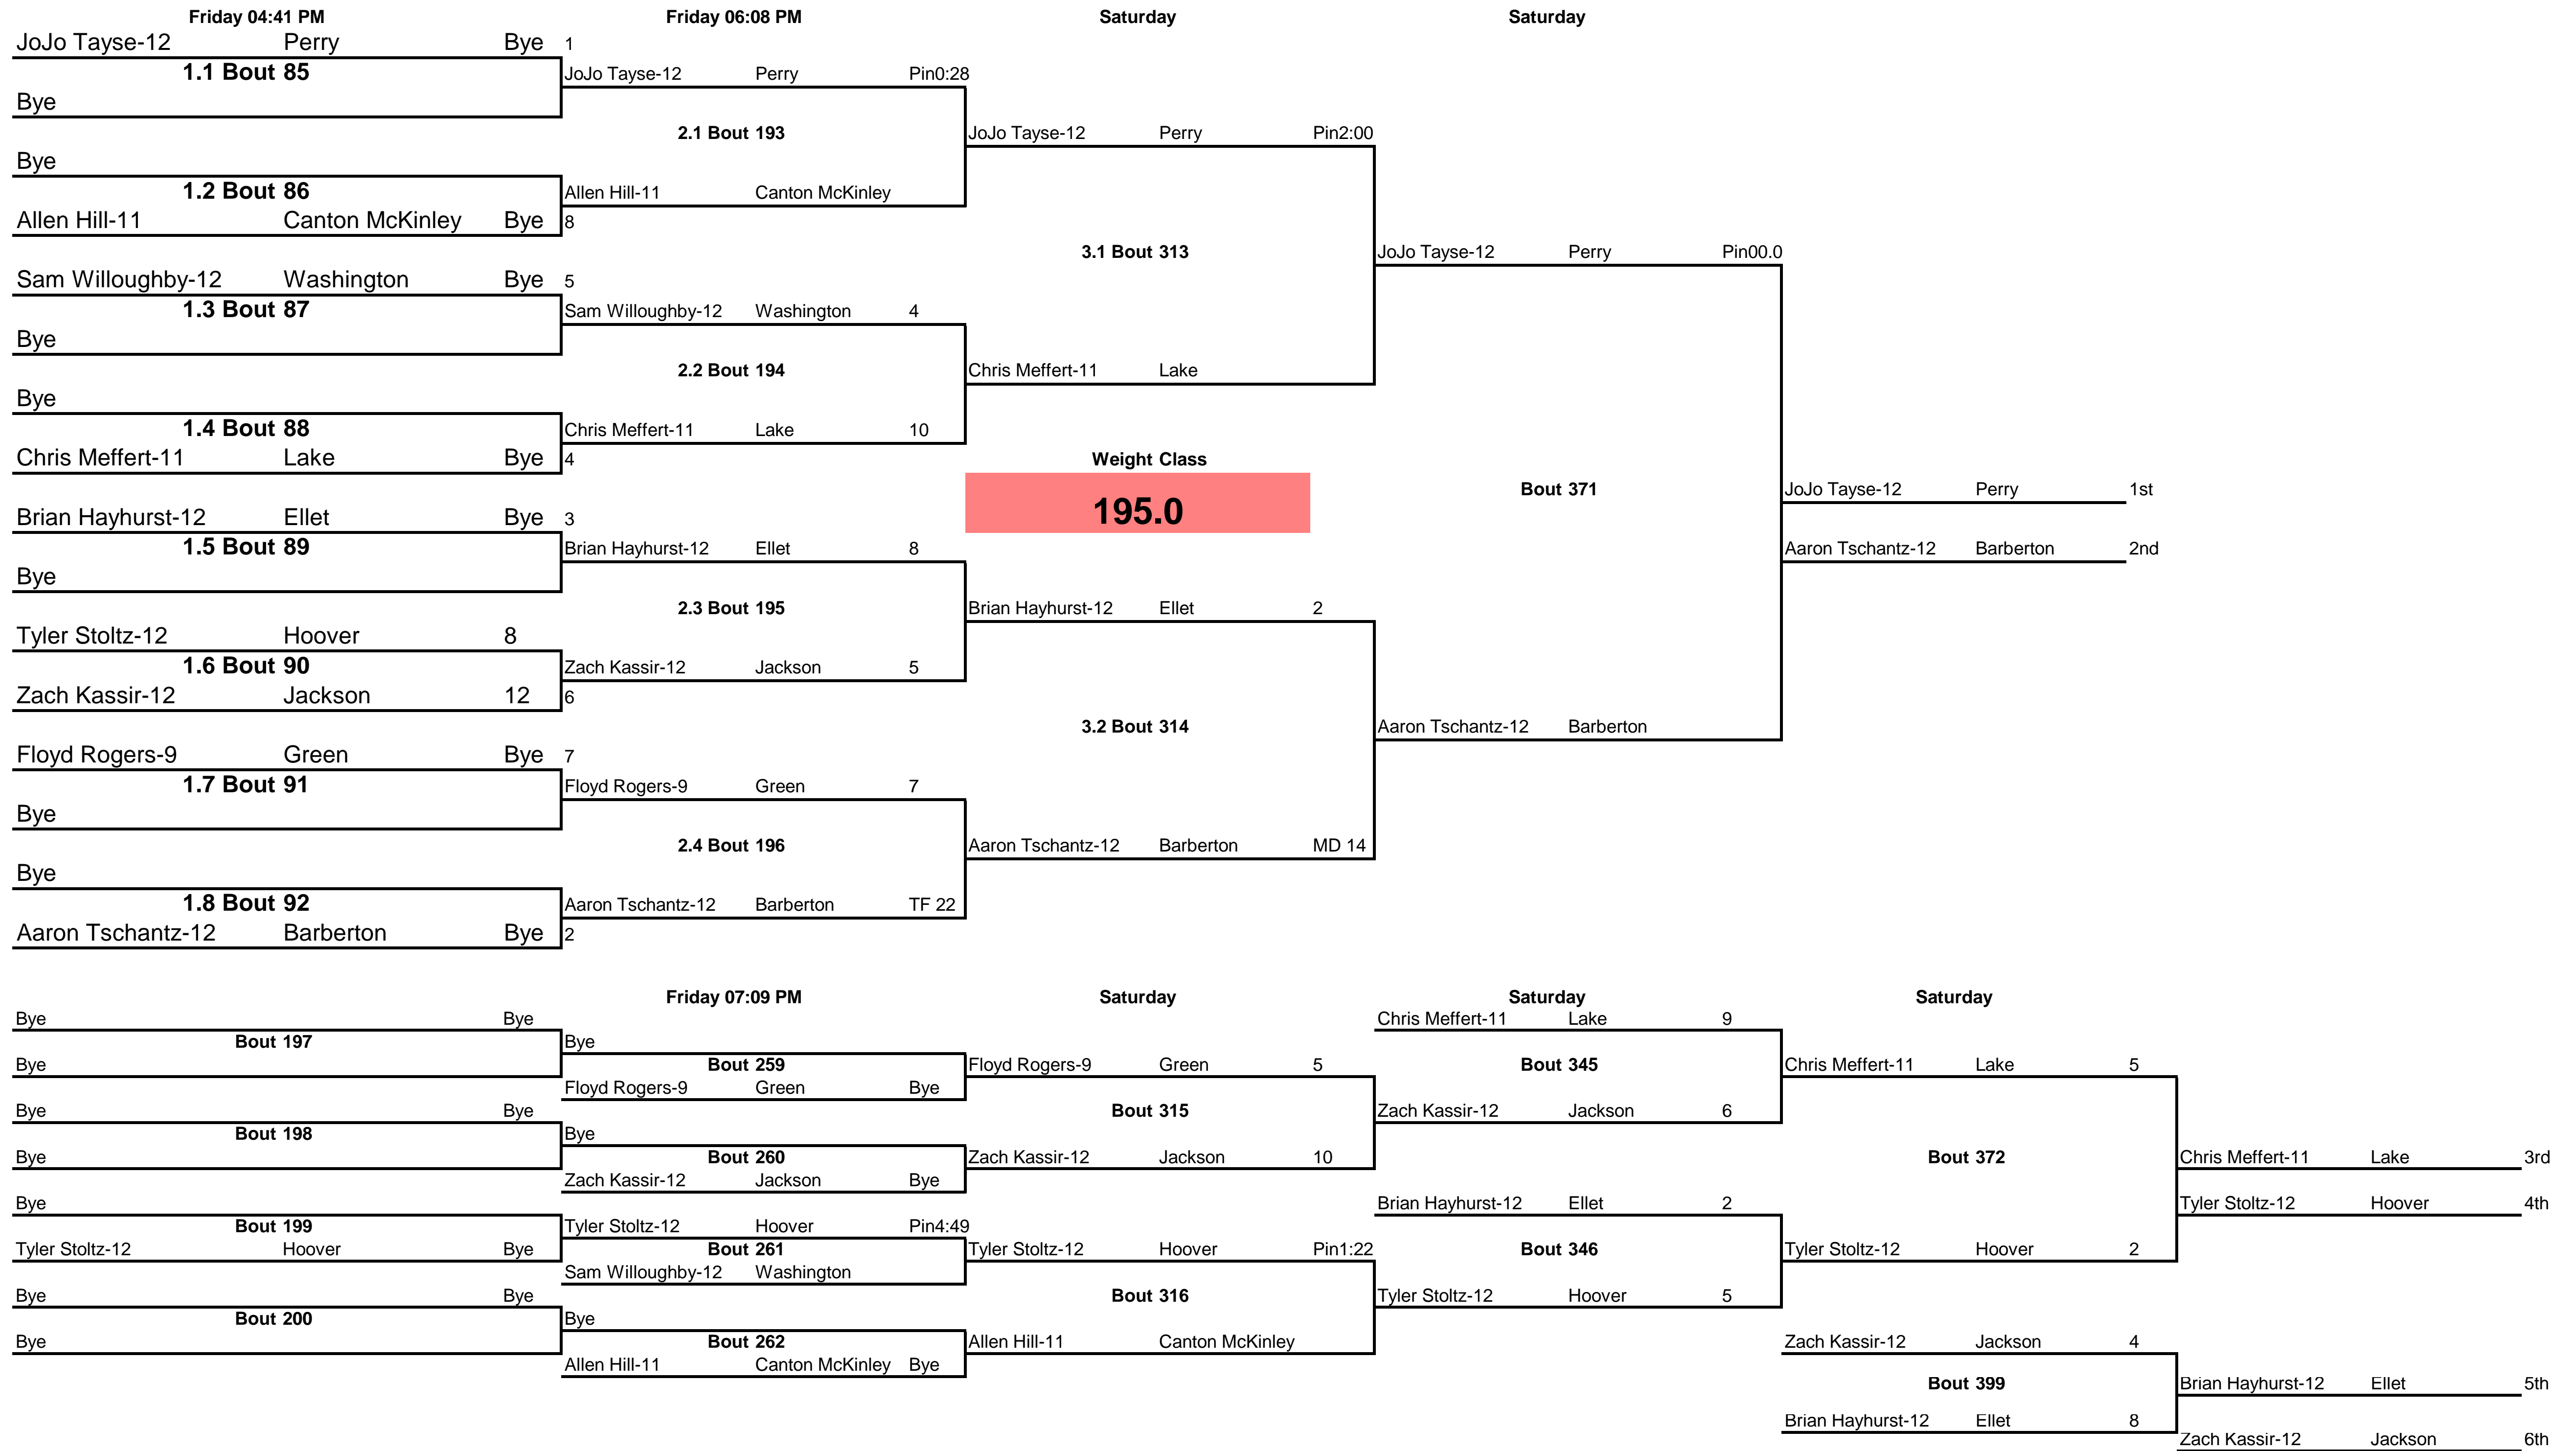 Friday 04:41 PM Friday 06:08 PM Saturday Saturday
JoJo Tayse-12 Perry Bye 1
1.1 Bout 85
JoJo Tayse-12 Perry Pin0:28
Bye
2.1 Bout 193 JoJo Tayse-12 Perry Pin2:00
Bye
1.2 Bout 86 Allen Hill-11 Canton McKinley
Allen Hill-11 Canton McKinley Bye 8
3.1 Bout 313 JoJo Tayse-12 Perry Pin00.0
Sam Willoughby-12 Washington Bye 5
1.3 Bout 87 Sam Willoughby-12 Washington 4
Bye
2.2 Bout 194 Chris Meffert-11 Lake
Bye
1.4 Bout 88 Chris Meffert-11 Lake 10
Chris Meffert-11 Lake Bye 4 Weight Class
195.0
Bout 371 JoJo Tayse-12 Perry 1st
Brian Hayhurst-12 Ellet Bye 3
1.5 Bout 89 Brian Hayhurst-12 Ellet 8 Aaron Tschantz-12 Barberton 2nd
Bye
2.3 Bout 195 Brian Hayhurst-12 Ellet 2
Tyler Stoltz-12 Hoover 8
1.6 Bout 90 Zach Kassir-12 Jackson 5
Zach Kassir-12 Jackson 12 6
3.2 Bout 314 Aaron Tschantz-12 Barberton
Floyd Rogers-9 Green Bye 7
1.7 Bout 91 Floyd Rogers-9 Green 7
Bye
2.4 Bout 196 Aaron Tschantz-12 Barberton MD 14
Bye
1.8 Bout 92 Aaron Tschantz-12 Barberton TF 22
Aaron Tschantz-12 Barberton Bye 2
Friday 07:09 PM Saturday Saturday Saturday
Bye Bye Chris Meffert-11 Lake 9
Bout 197 Bye
Bye Bout 259 Floyd Rogers-9 Green 5 Bout 345 Chris Meffert-11 Lake 5
Floyd Rogers-9 Green Bye
Bye Bye Bout 315 Zach Kassir-12 Jackson 6
Bout 198 Bye
Bye Bout 260 Zach Kassir-12 Jackson 10 Bout 372 Chris Meffert-11 Lake 3rd
Zach Kassir-12 Jackson Bye
Bye Brian Hayhurst-12 Ellet 2 Tyler Stoltz-12 Hoover 4th
Bout 199 Tyler Stoltz-12 Hoover Pin4:49
Tyler Stoltz-12 Hoover Bye Bout 261 Tyler Stoltz-12 Hoover Pin1:22 Bout 346 Tyler Stoltz-12 Hoover 2
Sam Willoughby-12 Washington
Bye Bye Bout 316 Tyler Stoltz-12 Hoover 5
Bout 200 Bye
Bye Bout 262 Allen Hill-11 Canton McKinley Zach Kassir-12 Jackson 4
Allen Hill-11 Canton McKinley Bye
Bout 399 Brian Hayhurst-12 Ellet 5th
Brian Hayhurst-12 Ellet 8
Zach Kassir-12 Jackson 6th